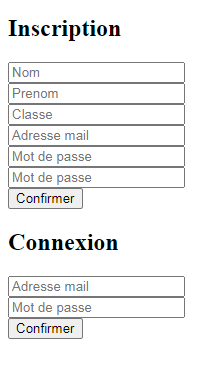 Inscription
Nom
Prenom
Classe
Adresse mail
Mot de passe
Mot de passe
Confirmer
Connexion
Adresse mail
Mot de passe
Confirmer